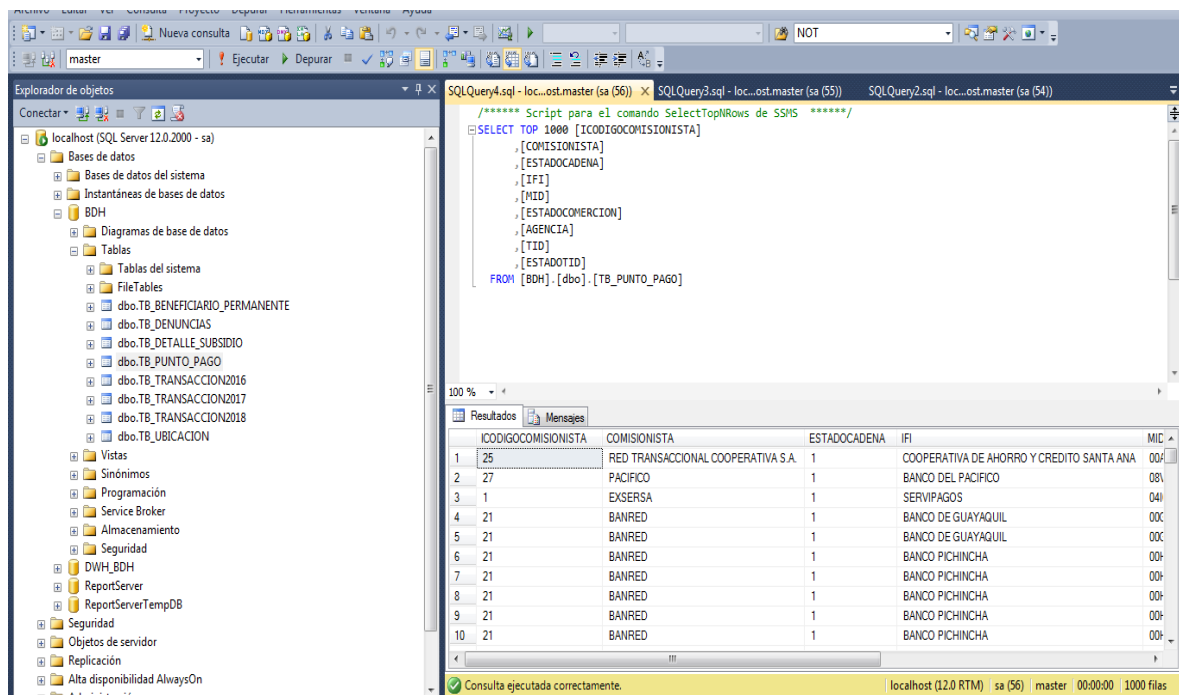 Archivo Editar Ver Consulta Proyecto Depurar Herramientas Ventana Ayuda
Nueva consulta
NOT
master
Ejecutar
Depurar
Explorador de objetos
Conectar
localhost (SQL Server 12.0.2000 - sa)
Bases de datos
Bases de datos del sistema
Instantáneas de bases de datos
BDH
Diagramas de base de datos
Tablas
Tablas del sistema
FileTables
dbo.TB_BENEFICIARIO_PERMANENTE
dbo.TB_DENUNCIAS
dbo.TB_DETALLE_SUBSIDIO
dbo.TB_PUNTO_PAGO
dbo.TB_TRANSACCION2016
dbo.TB_TRANSACCION2017
dbo.TB_TRANSACCION2018
dbo.TB_UBICACION
Vistas
Sinónimos
Programación
Service Broker
Almacenamiento
Seguridad
DWH_BDH
ReportServer
ReportServerTempDB
Seguridad
Objetos de servidor
Replicación
Alta disponibilidad AlwaysOn
SQLQuery4.sql - loc...ost.master (sa (56)) SQLQuery3.sql - loc...ost.master (sa (55)) SQLQuery2.sql - loc...ost.master (sa (54))
/****** Script para el comando SelectTopNRows de SSMS ******/
SELECT TOP 1000 [ICODIGOCOMISIONISTA]
,[COMISIONISTA]
,[ESTADOCADENA]
,[IFI]
,[MID]
,[ESTADOCOMERCION]
,[AGENCIA]
,[TID]
,[ESTADOTID]
FROM [BDH].[dbo].[TB_PUNTO_PAGO]
100 %
Resultados Mensajes
ICODIGOCOMISIONISTA COMISIONISTA ESTADOCADENA IFI MID
1 25 RED TRANSACCIONAL COOPERATIVA S.A. 1 COOPERATIVA DE AHORRO Y CREDITO SANTA ANA
2 27 PACIFICO 1 BANCO DEL PACIFICO
3 1 EXSERSA 1 SERVIPAGOS
4 21 BANRED 1 BANCO DE GUAYAQUIL
5 21 BANRED 1 BANCO DE GUAYAQUIL
6 21 BANRED 1 BANCO PICHINCHA
7 21 BANRED 1 BANCO PICHINCHA
8 21 BANRED 1 BANCO PICHINCHA
9 21 BANRED 1 BANCO PICHINCHA
10 21 BANRED 1 BANCO PICHINCHA
Consulta ejecutada correctamente. localhost (12.0 RTM) sa (56) master 00:00:00 1000 filas